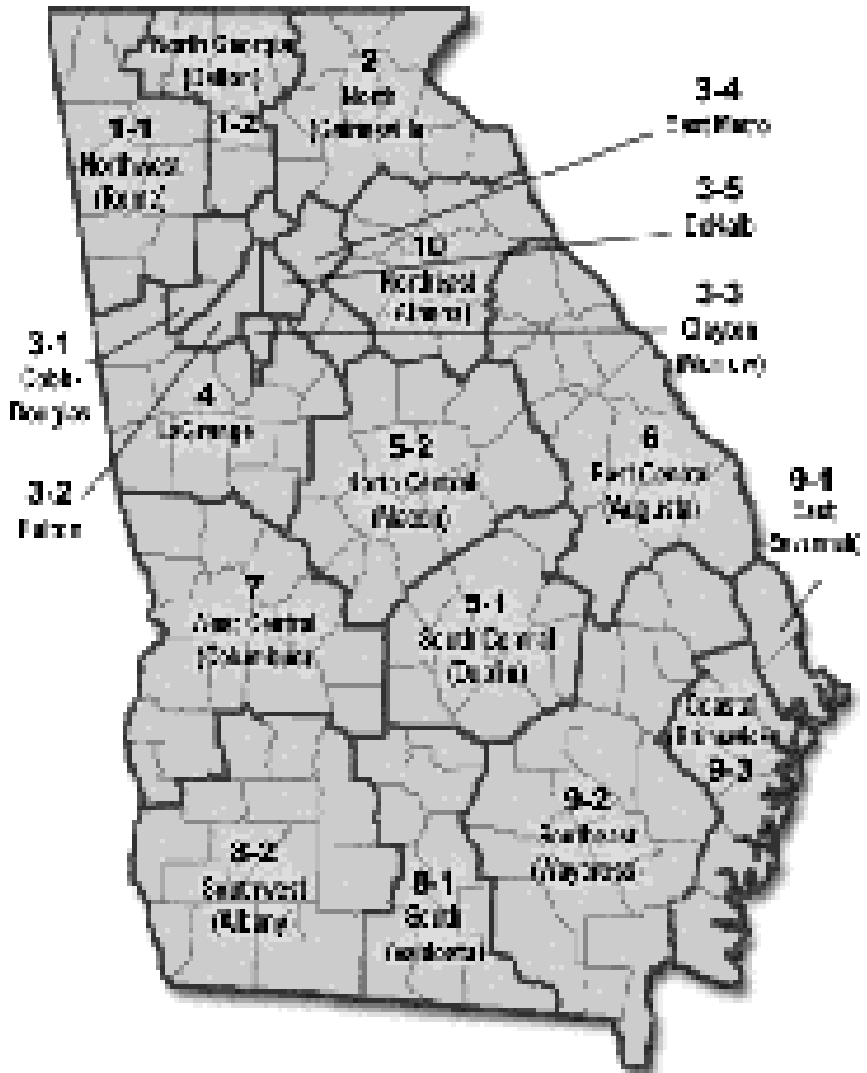 North Georgia
(Dalton)
1-2
2
North
(Gainesville
1-1
Northwest
(Rome)
3-4
East Metro
3-5
DeKalb
10
Northeast
(Athens)
3-3
Clayton
(Morrow)
3-1
Cobb-
Douglas
4
LaGrange
3-2
Fulton
5-2
North Central
(Macon)
6
East Central
(Augusta)
9-1
East
(Savannah)
7
West Central
(Columbus)
5-1
South Central
(Dublin)
Coastal
(Brunswick)
9-3
9-2
Southeast
(Waycross)
8-2
Southwest
(Albany)
8-1
South
(Valdosta)